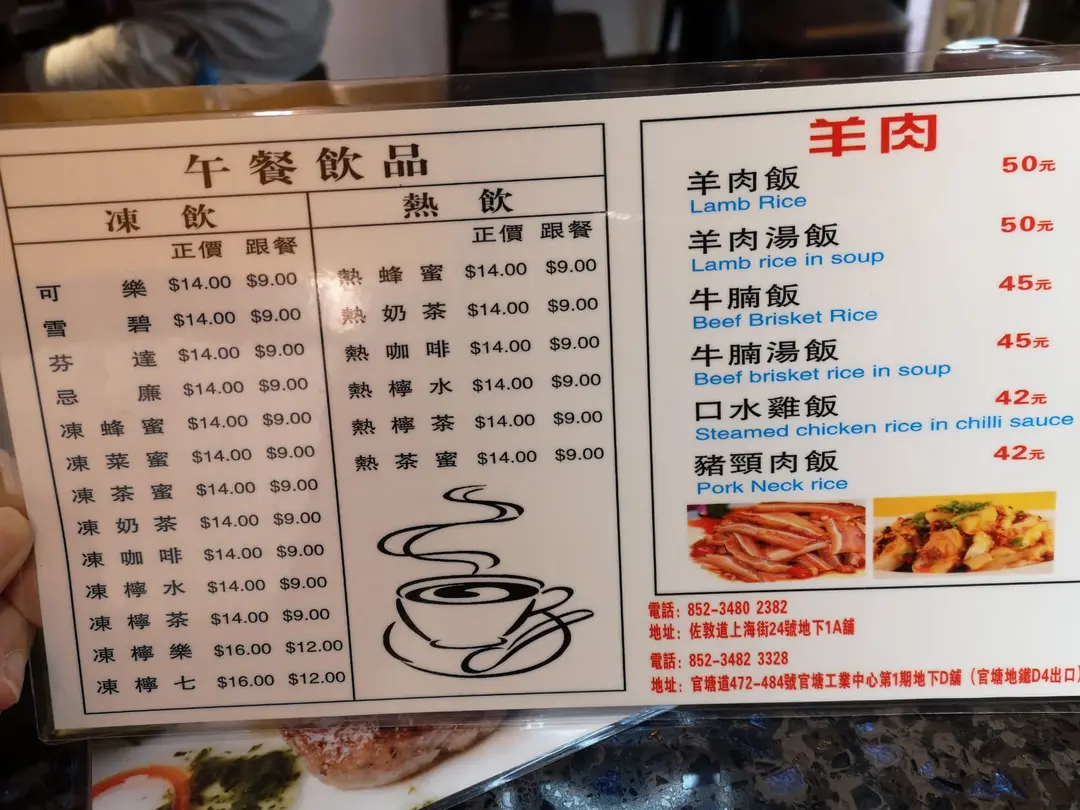 午餐飲品
凍飲
正價 跟餐
可樂 $14.00 $9.00
雪碧 $14.00 $9.00
芬達 $14.00 $9.00
忌廉 $14.00 $9.00
凍蜂蜜 $14.00 $9.00
凍菜蜜 $14.00 $9.00
凍茶蜜 $14.00 $9.00
凍奶茶 $14.00 $9.00
凍咖啡 $14.00 $9.00
凍檸水 $14.00 $9.00
凍檸茶 $14.00 $9.00
凍檸樂 $16.00 $12.00
凍檸七 $16.00 $12.00
熱飲
正價 跟餐
熱蜂蜜 $14.00 $9.00
熱奶茶 $14.00 $9.00
熱咖啡 $14.00 $9.00
熱檸水 $14.00 $9.00
熱檸茶 $14.00 $9.00
熱茶蜜 $14.00 $9.00
羊肉
羊肉飯 50元
Lamb Rice
羊肉湯飯 50元
Lamb rice in soup
牛腩飯 45元
Beef Brisket Rice
牛腩湯飯 45元
Beef brisket rice in soup
口水雞飯 42元
Steamed chicken rice in chilli sauce
豬頸肉飯 42元
Pork Neck rice
電話: 852-3480 2382
地址: 佐敦道上海街24號地下1A舖
電話: 852-3482 3328
地址: 官塘道472-484號官塘工業中心第1期地下D舖 (官塘地鐵D4出口)